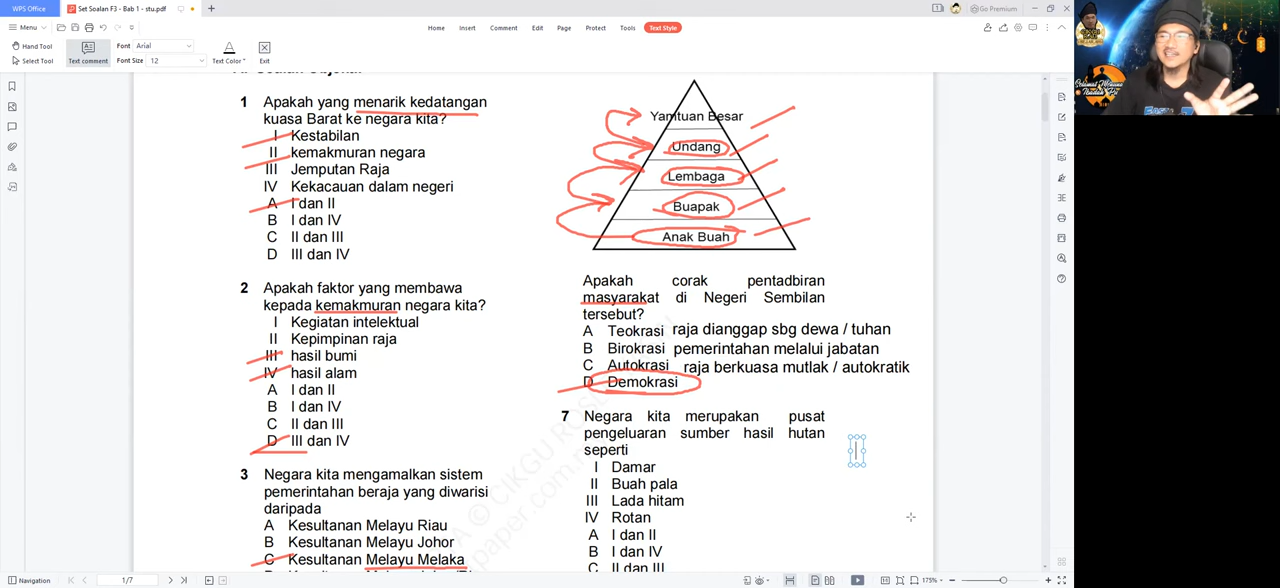 WPS Office
Set Soalan F3 - Bab 1 - stu.pdf
Go Premium
Menu
Home
Insert
Comment
Edit
Page
Protect
Tools
Text Style
Hand Tool
Select Tool
Text comment
Font
Arial
Font Size
12
Text Color
Exit
1 Apakah yang menarik kedatangan
kuasa Barat ke negara kita?
I Kestabilan
II kemakmuran negara
III Jemputan Raja
IV Kekacauan dalam negeri
A I dan II
B I dan IV
C II dan III
D III dan IV
2 Apakah faktor yang membawa
kepada kemakmuran negara kita?
I Kegiatan intelektual
II Kepimpinan raja
III hasil bumi
IV hasil alam
A I dan II
B I dan IV
C II dan III
D III dan IV
3 Negara kita mengamalkan sistem
pemerintahan beraja yang diwarisi
daripada
A Kesultanan Melayu Riau
B Kesultanan Melayu Johor
C Kesultanan Melayu Melaka
Yamtuan Besar
Undang
Lembaga
Buapak
Anak Buah
Apakah corak pentadbiran
masyarakat di Negeri Sembilan
tersebut?
A Teokrasi raja dianggap sbg dewa / tuhan
B Birokrasi pemerintahan melalui jabatan
C Autokrasi raja berkuasa mutlak / autokratik
D Demokrasi
7 Negara kita merupakan pusat
pengeluaran sumber hasil hutan
seperti
I Damar
II Buah pala
III Lada hitam
IV Rotan
A I dan II
B I dan IV
C II dan III
Navigation
1/7
175%